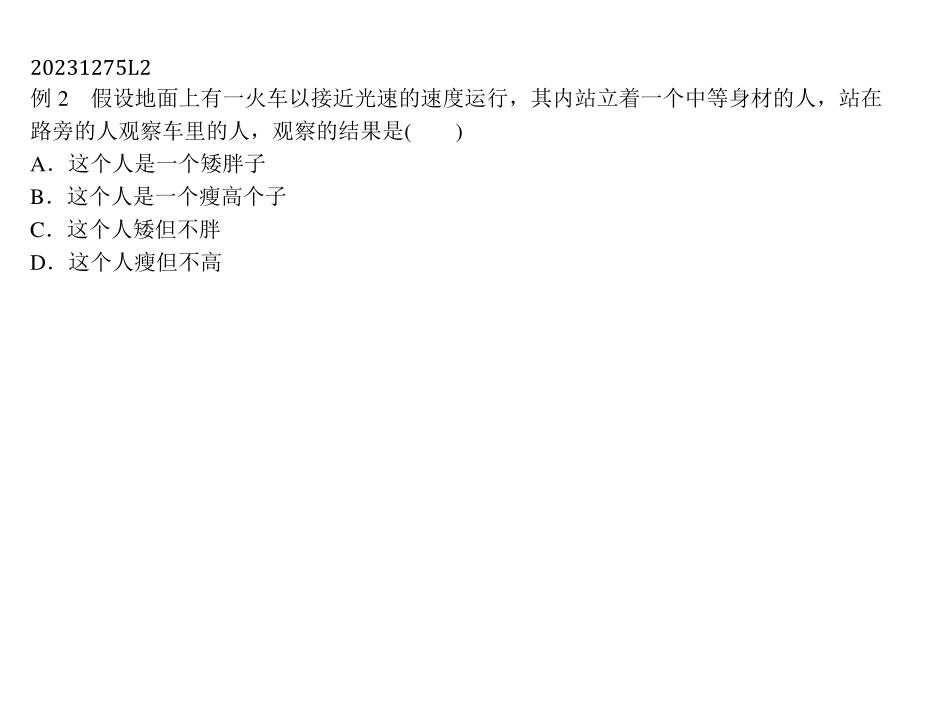 20231275L2
例 2　假设地面上有一火车以接近光速的速度运行，其内站立着一个中等身材的人，站在
路旁的人观察车里的人，观察的结果是(　　)
A．这个人是一个矮胖子
B．这个人是一个瘦高个子
C．这个人矮但不胖
D．这个人瘦但不高